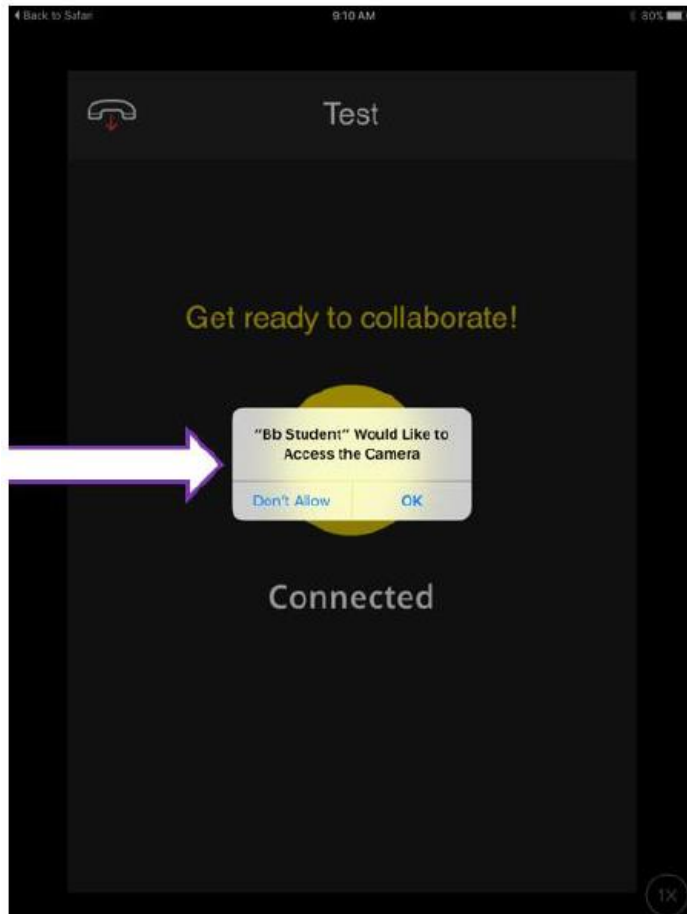 Back to Safari
9:10 AM
80%
Test
Get ready to collaborate!
"Bb Student" Would Like to
Access the Camera
Don't Allow
OK
Connected
1X